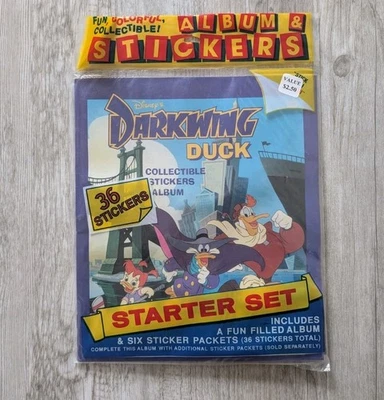 FUN, COLORFUL,
COLLECTIBLE!
ALBUM &
STICKERS
VALUE
$2.50
DISNEY'S
DARKWING
DUCK
COLLECTIBLE
STICKERS
ALBUM
36
STICKERS
STARTER SET
INCLUDES
A FUN FILLED ALBUM
& SIX STICKER PACKETS (36 STICKERS TOTAL)
COMPLETE THIS ALBUM WITH ADDITIONAL STICKER PACKETS (SOLD SEPARATELY)